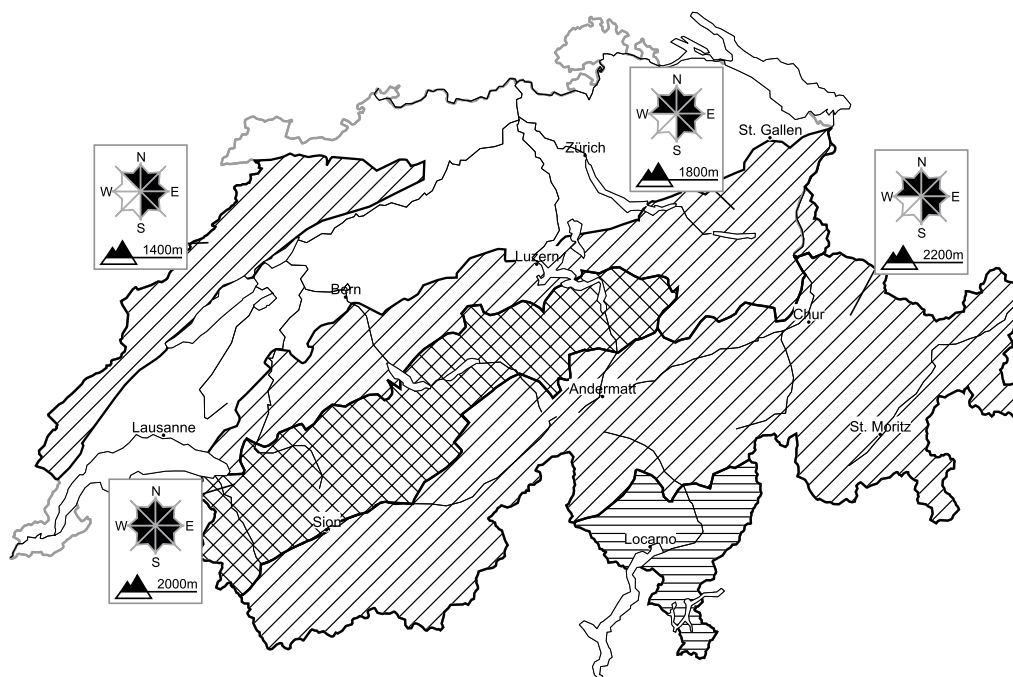 N
W
E
S
1800m
St. Gallen
Zürich
N
W
E
S
1400m
N
W
E
S
2200m
Luzern
Bern
Chur
Andermatt
Lausanne
St. Moritz
N
W
E
S
2000m
Sion
Locarno